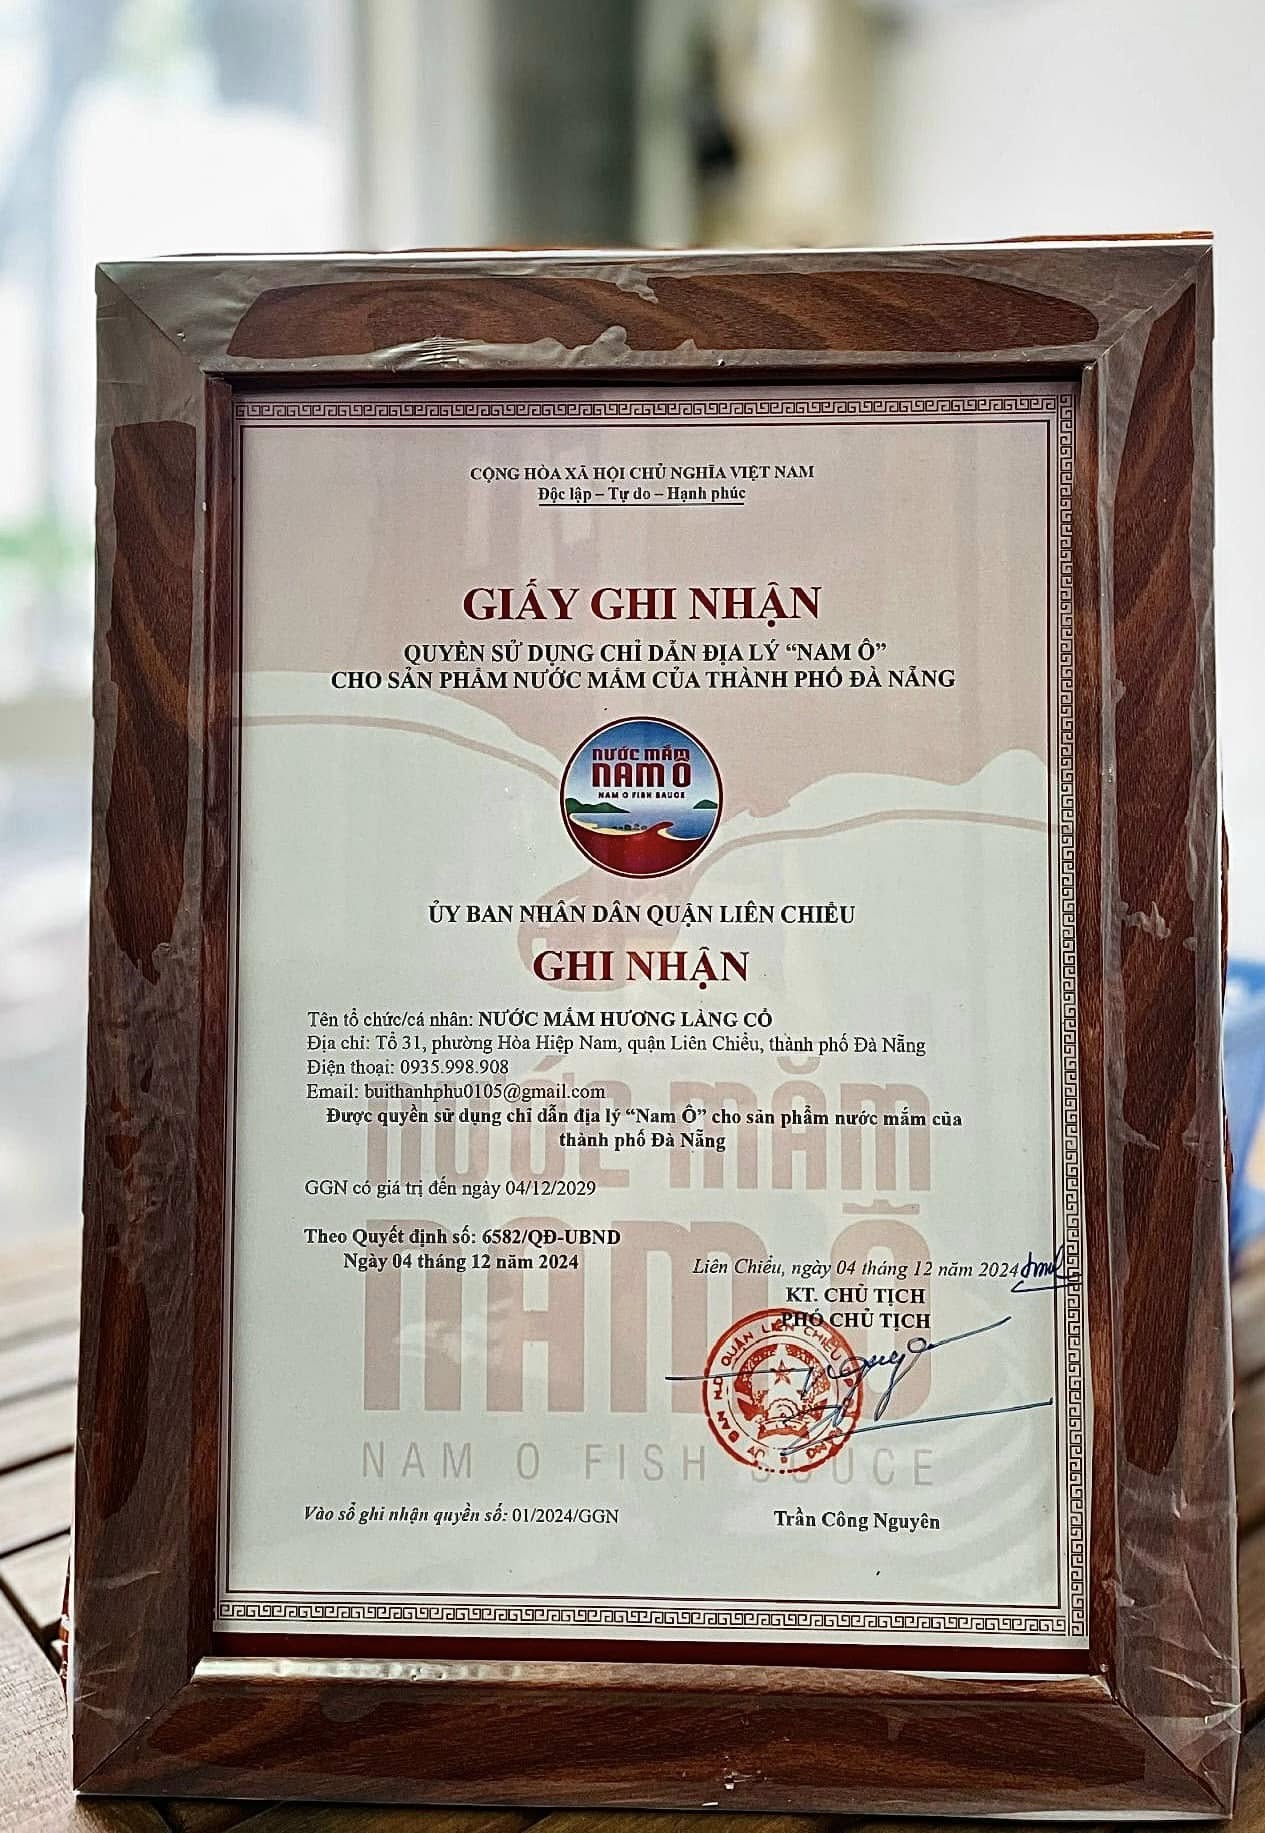 CỘNG HÒA XÃ HỘI CHỦ NGHĨA VIỆT NAM
Độc lập – Tự do – Hạnh phúc
GIẤY GHI NHẬN
QUYỀN SỬ DỤNG CHỈ DẪN ĐỊA LÝ “NAM Ô”
CHO SẢN PHẨM NƯỚC MẮM CỦA THÀNH PHỐ ĐÀ NẴNG
NƯỚC MẮM
NAM Ô
NAM O FISH SAUCE
ỦY BAN NHÂN DÂN QUẬN LIÊN CHIỂU
GHI NHẬN
Tên tổ chức/cá nhân: NƯỚC MẮM HƯƠNG LÀNG CỔ
Địa chỉ: Tổ 31, phường Hòa Hiệp Nam, quận Liên Chiểu, thành phố Đà Nẵng
Điện thoại: 0935.998.908
Email: buithanhphu0105@gmail.com
Được quyền sử dụng chỉ dẫn địa lý “Nam Ô” cho sản phẩm nước mắm của
thành phố Đà Nẵng
NƯỚC MẮM
GGN có giá trị đến ngày 04/12/2029
NAM Ô
Theo Quyết định số: 6582/QĐ-UBND
Ngày 04 tháng 12 năm 2024
Liên Chiểu, ngày 04 tháng 12 năm 2024
KT. CHỦ TỊCH
PHÓ CHỦ TỊCH
QUẬN LIÊN CHIỂU
NAM O FISH SAUCE
Vào sổ ghi nhận quyền số: 01/2024/GGN
Trần Công Nguyên